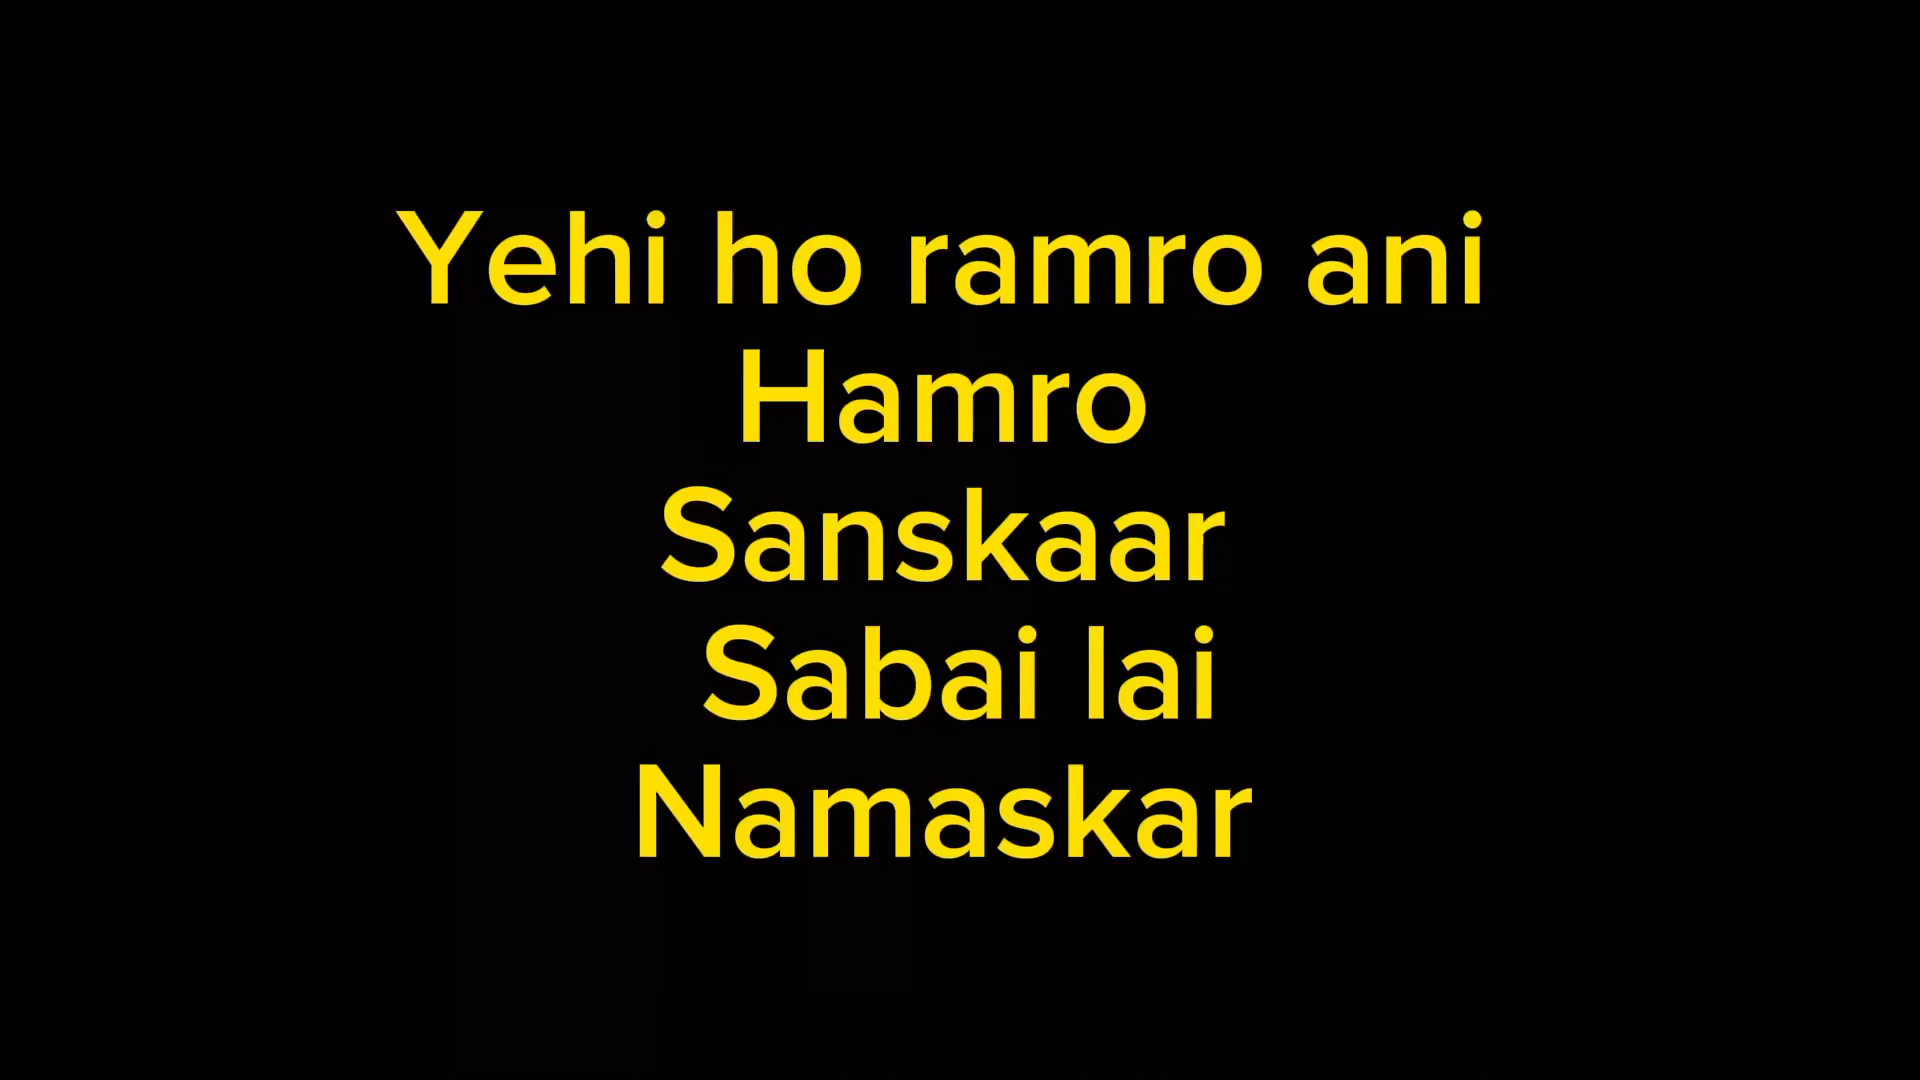 Yehi ho ramro ani
Hamro
Sanskaar
Sabai lai
Namaskar